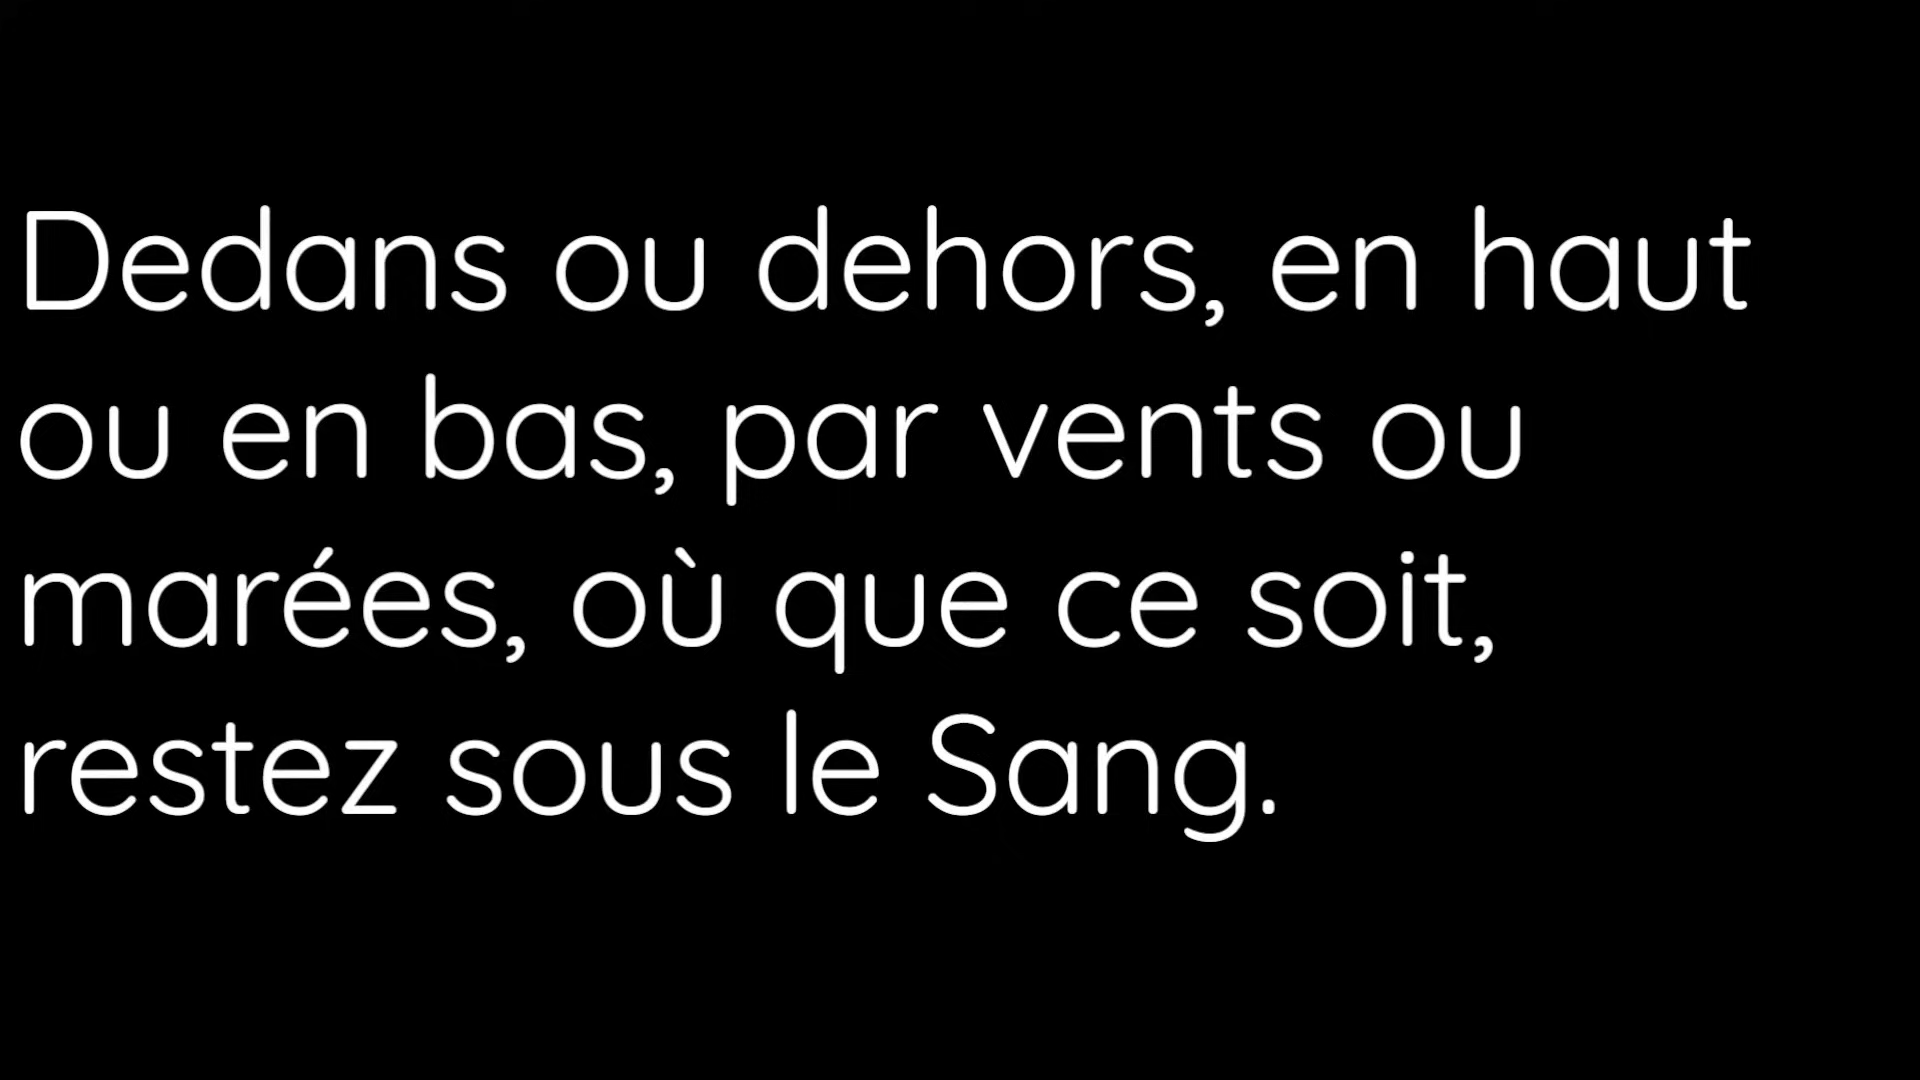 Dedans ou dehors, en haut
ou en bas, par vents ou
marées, où que ce soit,
restez sous le Sang.